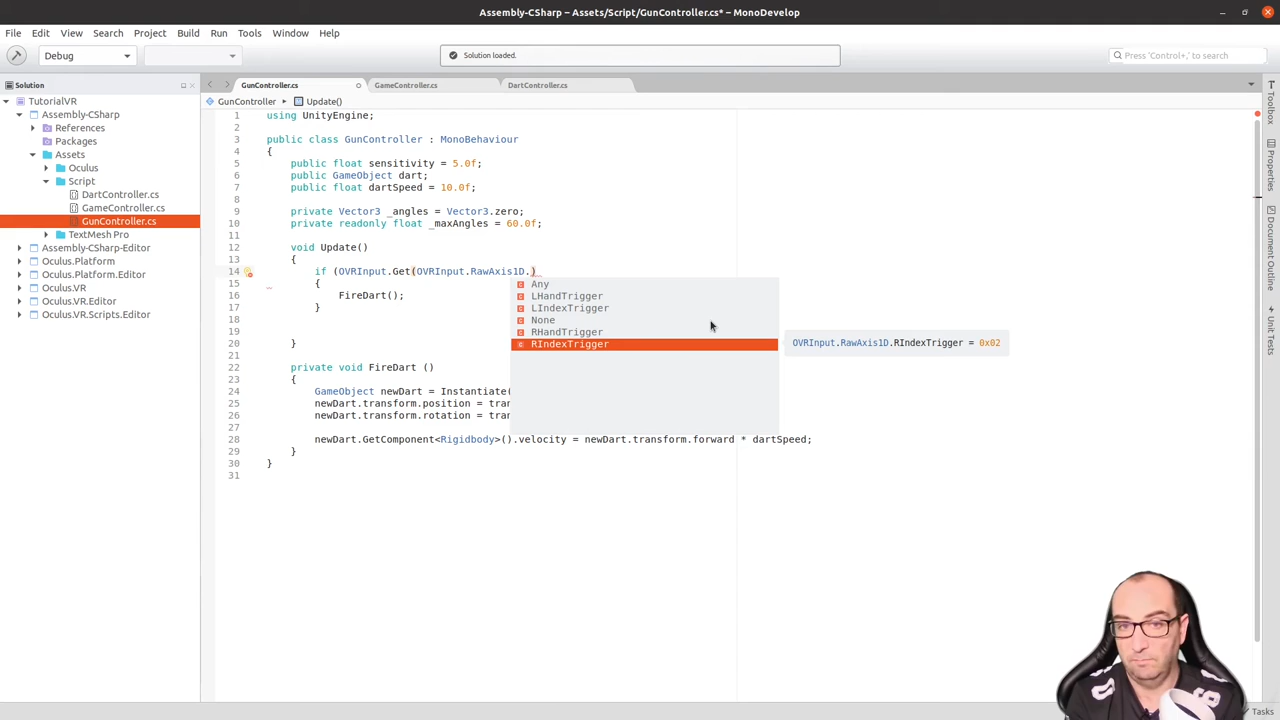 Assembly-CSharp – Assets/Script/GunController.cs* – MonoDevelop
File Edit View Search Project Build Run Tools Window Help
Debug
Solution loaded.
Press 'Control+,' to search
Solution
GunController.cs
GameController.cs
DartController.cs
TutorialVR
Assembly-CSharp
References
Packages
Assets
Oculus
Script
DartController.cs
GameController.cs
GunController.cs
TextMesh Pro
Assembly-CSharp-Editor
Oculus.Platform
Oculus.Platform.Editor
Oculus.VR
Oculus.VR.Editor
Oculus.VR.Scripts.Editor
GunController Update()
1 using UnityEngine;
2
3 public class GunController : MonoBehaviour
4 {
5 public float sensitivity = 5.0f;
6 public GameObject dart;
7 public float dartSpeed = 10.0f;
8
9 private Vector3 _angles = Vector3.zero;
10 private readonly float _maxAngles = 60.0f;
11
12 void Update()
13 {
14 if (OVRInput.Get(OVRInput.RawAxis1D.)
15 {
16 FireDart();
17 }
18
19
20 }
21
22 private void FireDart ()
23 {
24 GameObject newDart = Instantiate(
25 newDart.transform.position = tran
26 newDart.transform.rotation = tran
27
28 newDart.GetComponent<Rigidbody>().velocity = newDart.transform.forward * dartSpeed;
29 }
30 }
31
Any
LHandTrigger
LIndexTrigger
None
RHandTrigger
RIndexTrigger
OVRInput.RawAxis1D.RIndexTrigger = 0x02
Toolbox
Properties
Document Outline
Unit Tests
Tasks